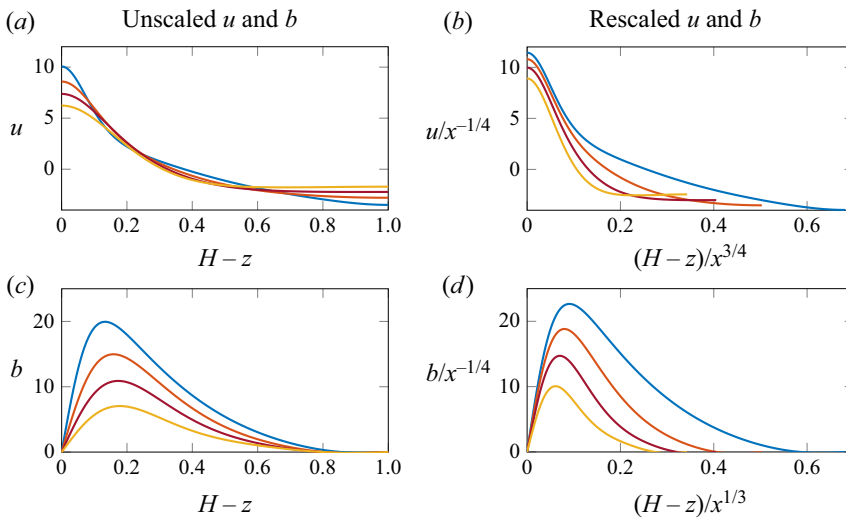 (a) Unscaled u and b
10
5
0
u
0 0.2 0.4 0.6 0.8 1.0
H – z
(b) Rescaled u and b
10
5
0
u/x^{–1/4}
0 0.2 0.4 0.6
(H – z)/x^{3/4}
(c)
20
10
0
b
0 0.2 0.4 0.6 0.8 1.0
H – z
(d)
20
10
0
b/x^{–1/4}
0 0.2 0.4 0.6
(H – z)/x^{1/3}